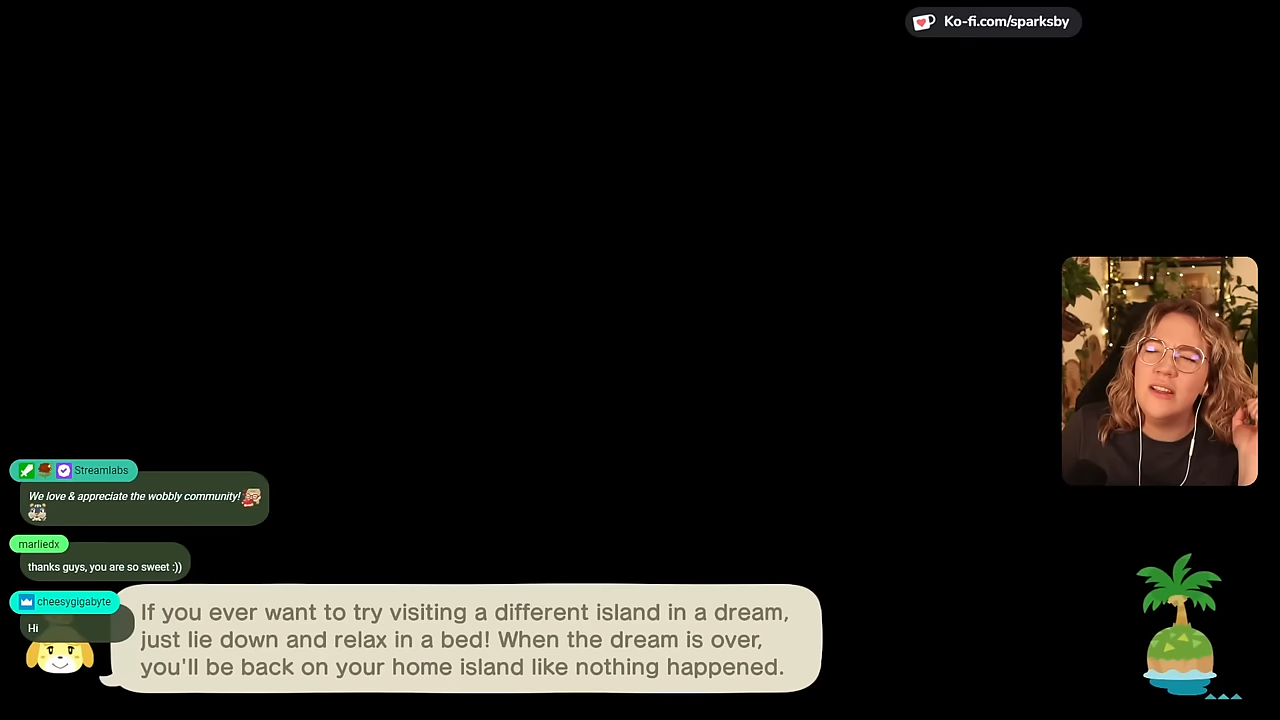 Ko-fi.com/sparksby
Streamlabs
We love & appreciate the wobbly community!
marliedx
thanks guys, you are so sweet :))
cheesygigabyte
Hi
If you ever want to try visiting a different island in a dream,
just lie down and relax in a bed! When the dream is over,
you'll be back on your home island like nothing happened.